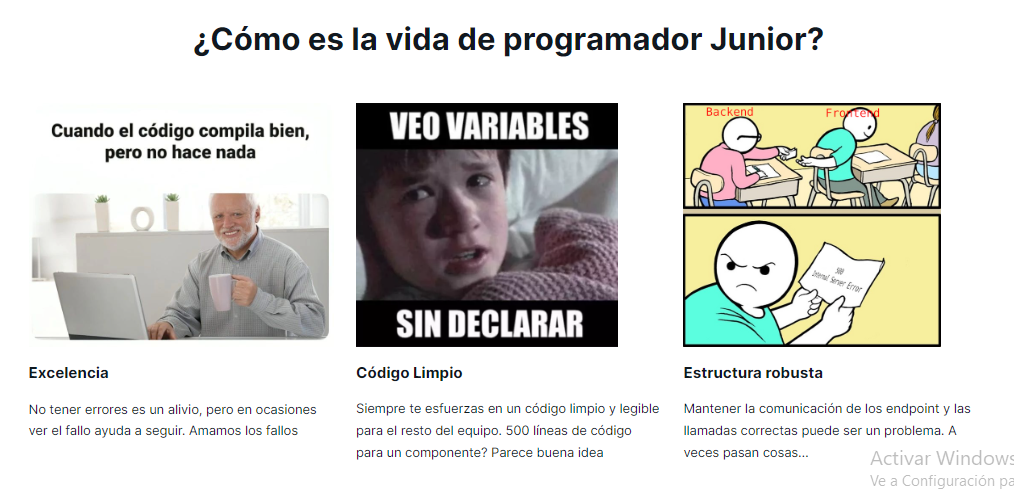 ¿Cómo es la vida de programador Junior?
Cuando el código compila bien,
pero no hace nada
VEO VARIABLES
SIN DECLARAR
Backend
Frontend
500
Internal Server Error
Excelencia
No tener errores es un alivio, pero en ocasiones
ver el fallo ayuda a seguir. Amamos los fallos
Código Limpio
Siempre te esfuerzas en un código limpio y legible
para el resto del equipo. 500 líneas de código
para un componente? Parece buena idea
Estructura robusta
Mantener la comunicación de los endpoint y las
llamadas correctas puede ser un problema. A
veces pasan cosas...
Activar Windows
Ve a Configuración pa